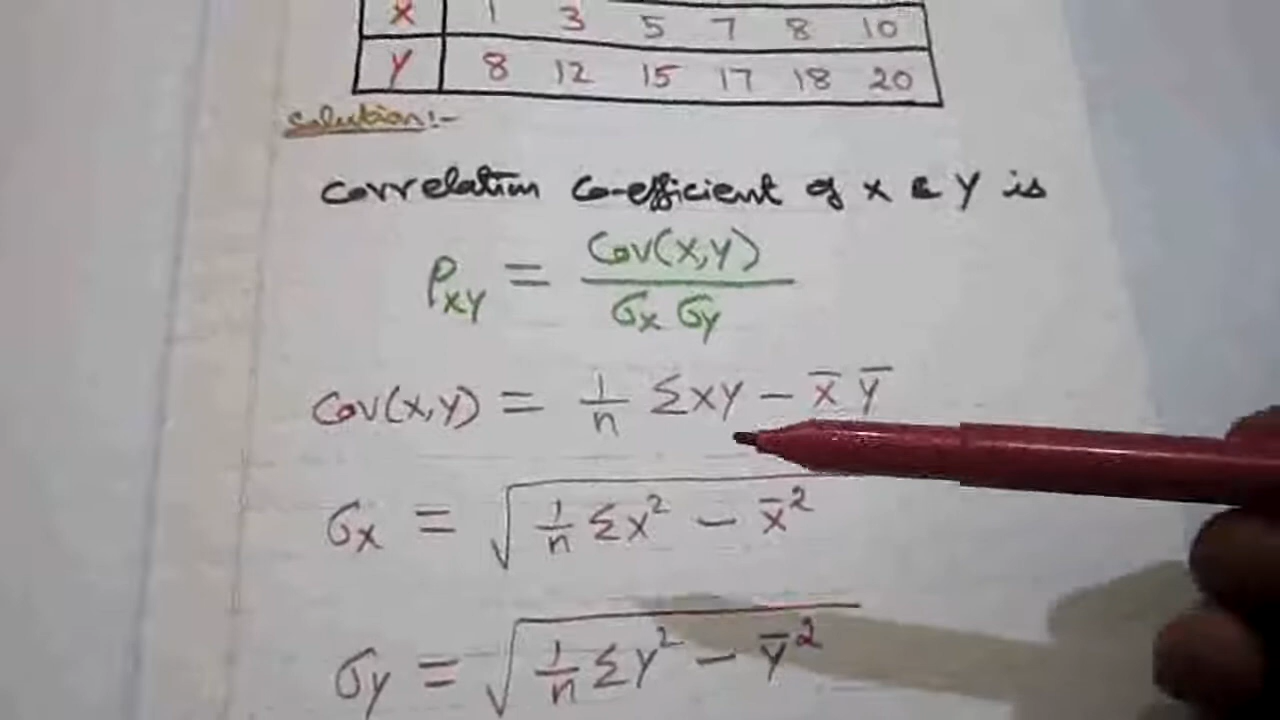 X 1 3 5 7 8 10
Y 8 12 15 17 18 20
Solution:-
Correlation Co-efficient of X & Y is
ρxy = Cov(X,Y) / σx σy
Cov(X,Y) = 1/n Σxy - x̄ ȳ
σx = √(1/n Σx² - x̄²)
σy = √(1/n Σy² - ȳ²)